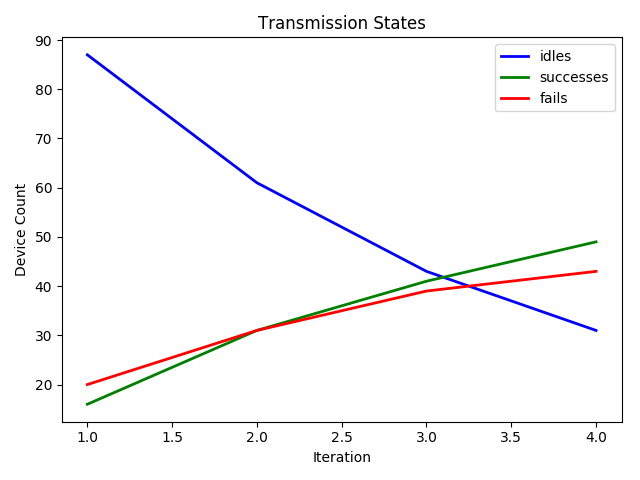 Transmission States
idles
successes
fails
Device Count
90
80
70
60
50
40
30
20
1.0 1.5 2.0 2.5 3.0 3.5 4.0
Iteration